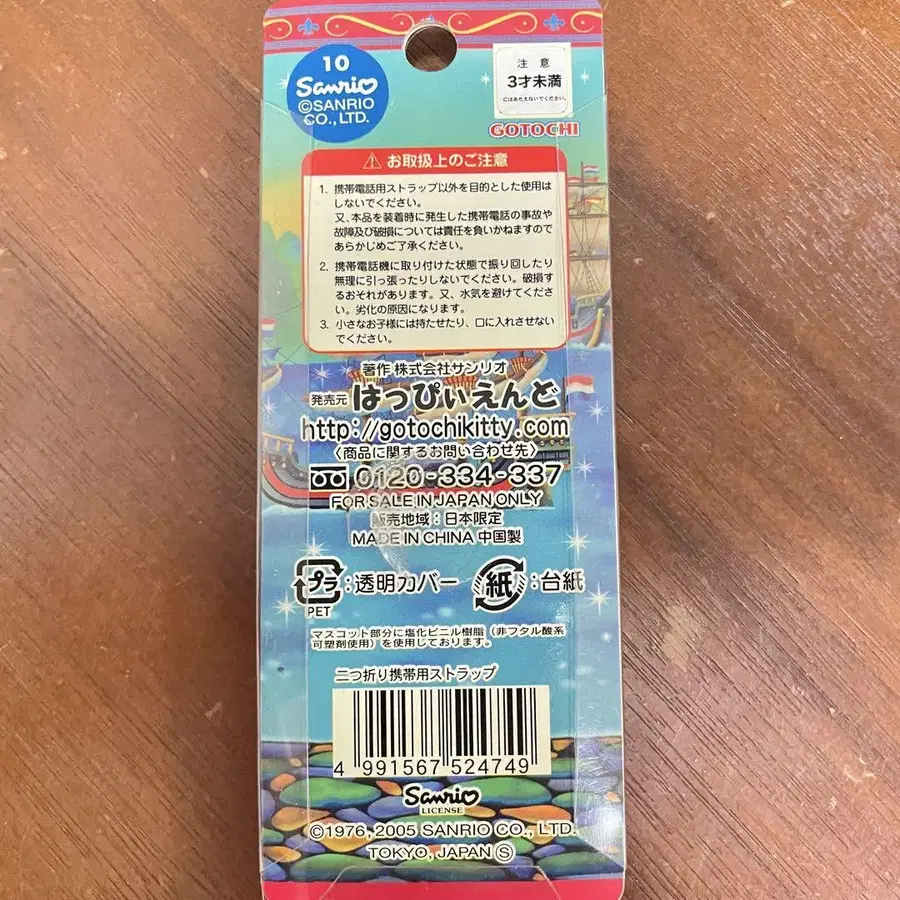 10
Sanrio
©SANRIO
CO., LTD.
注意
3才未満
にはあたえないでください。
GOTOCHI
⚠ お取扱上のご注意
1. 携帯電話用ストラップ以外を目的とした使用は
しないでください。
又、本品を装着時に発生した携帯電話の事故や
故障及び破損については責任を負いかねますので
あらかじめご了承ください。
2. 携帯電話機に取り付けた状態で振り回したり
無理に引っ張ったりしないでください。破損す
るおそれがあります。又、水気を避けてくださ
い。劣化の原因になります。
3. 小さなお子様には持たせたり、口に入れさせない
でください。
著作 株式会社サンリオ
発売元 はっぴぃえんど
http://gotochikitty.com
〈商品に関するお問い合わせ先〉
0120-334-337
FOR SALE IN JAPAN ONLY
販売地域：日本限定
MADE IN CHINA 中国製
プラ：透明カバー 紙：台紙
PET
マスコット部分に塩化ビニル樹脂（非フタル酸系
可塑剤使用）を使用しております。
二つ折り携帯用ストラップ
4 991567 524749
Sanrio
LICENSE
©1976, 2005 SANRIO CO., LTD.
TOKYO, JAPAN Ⓢ